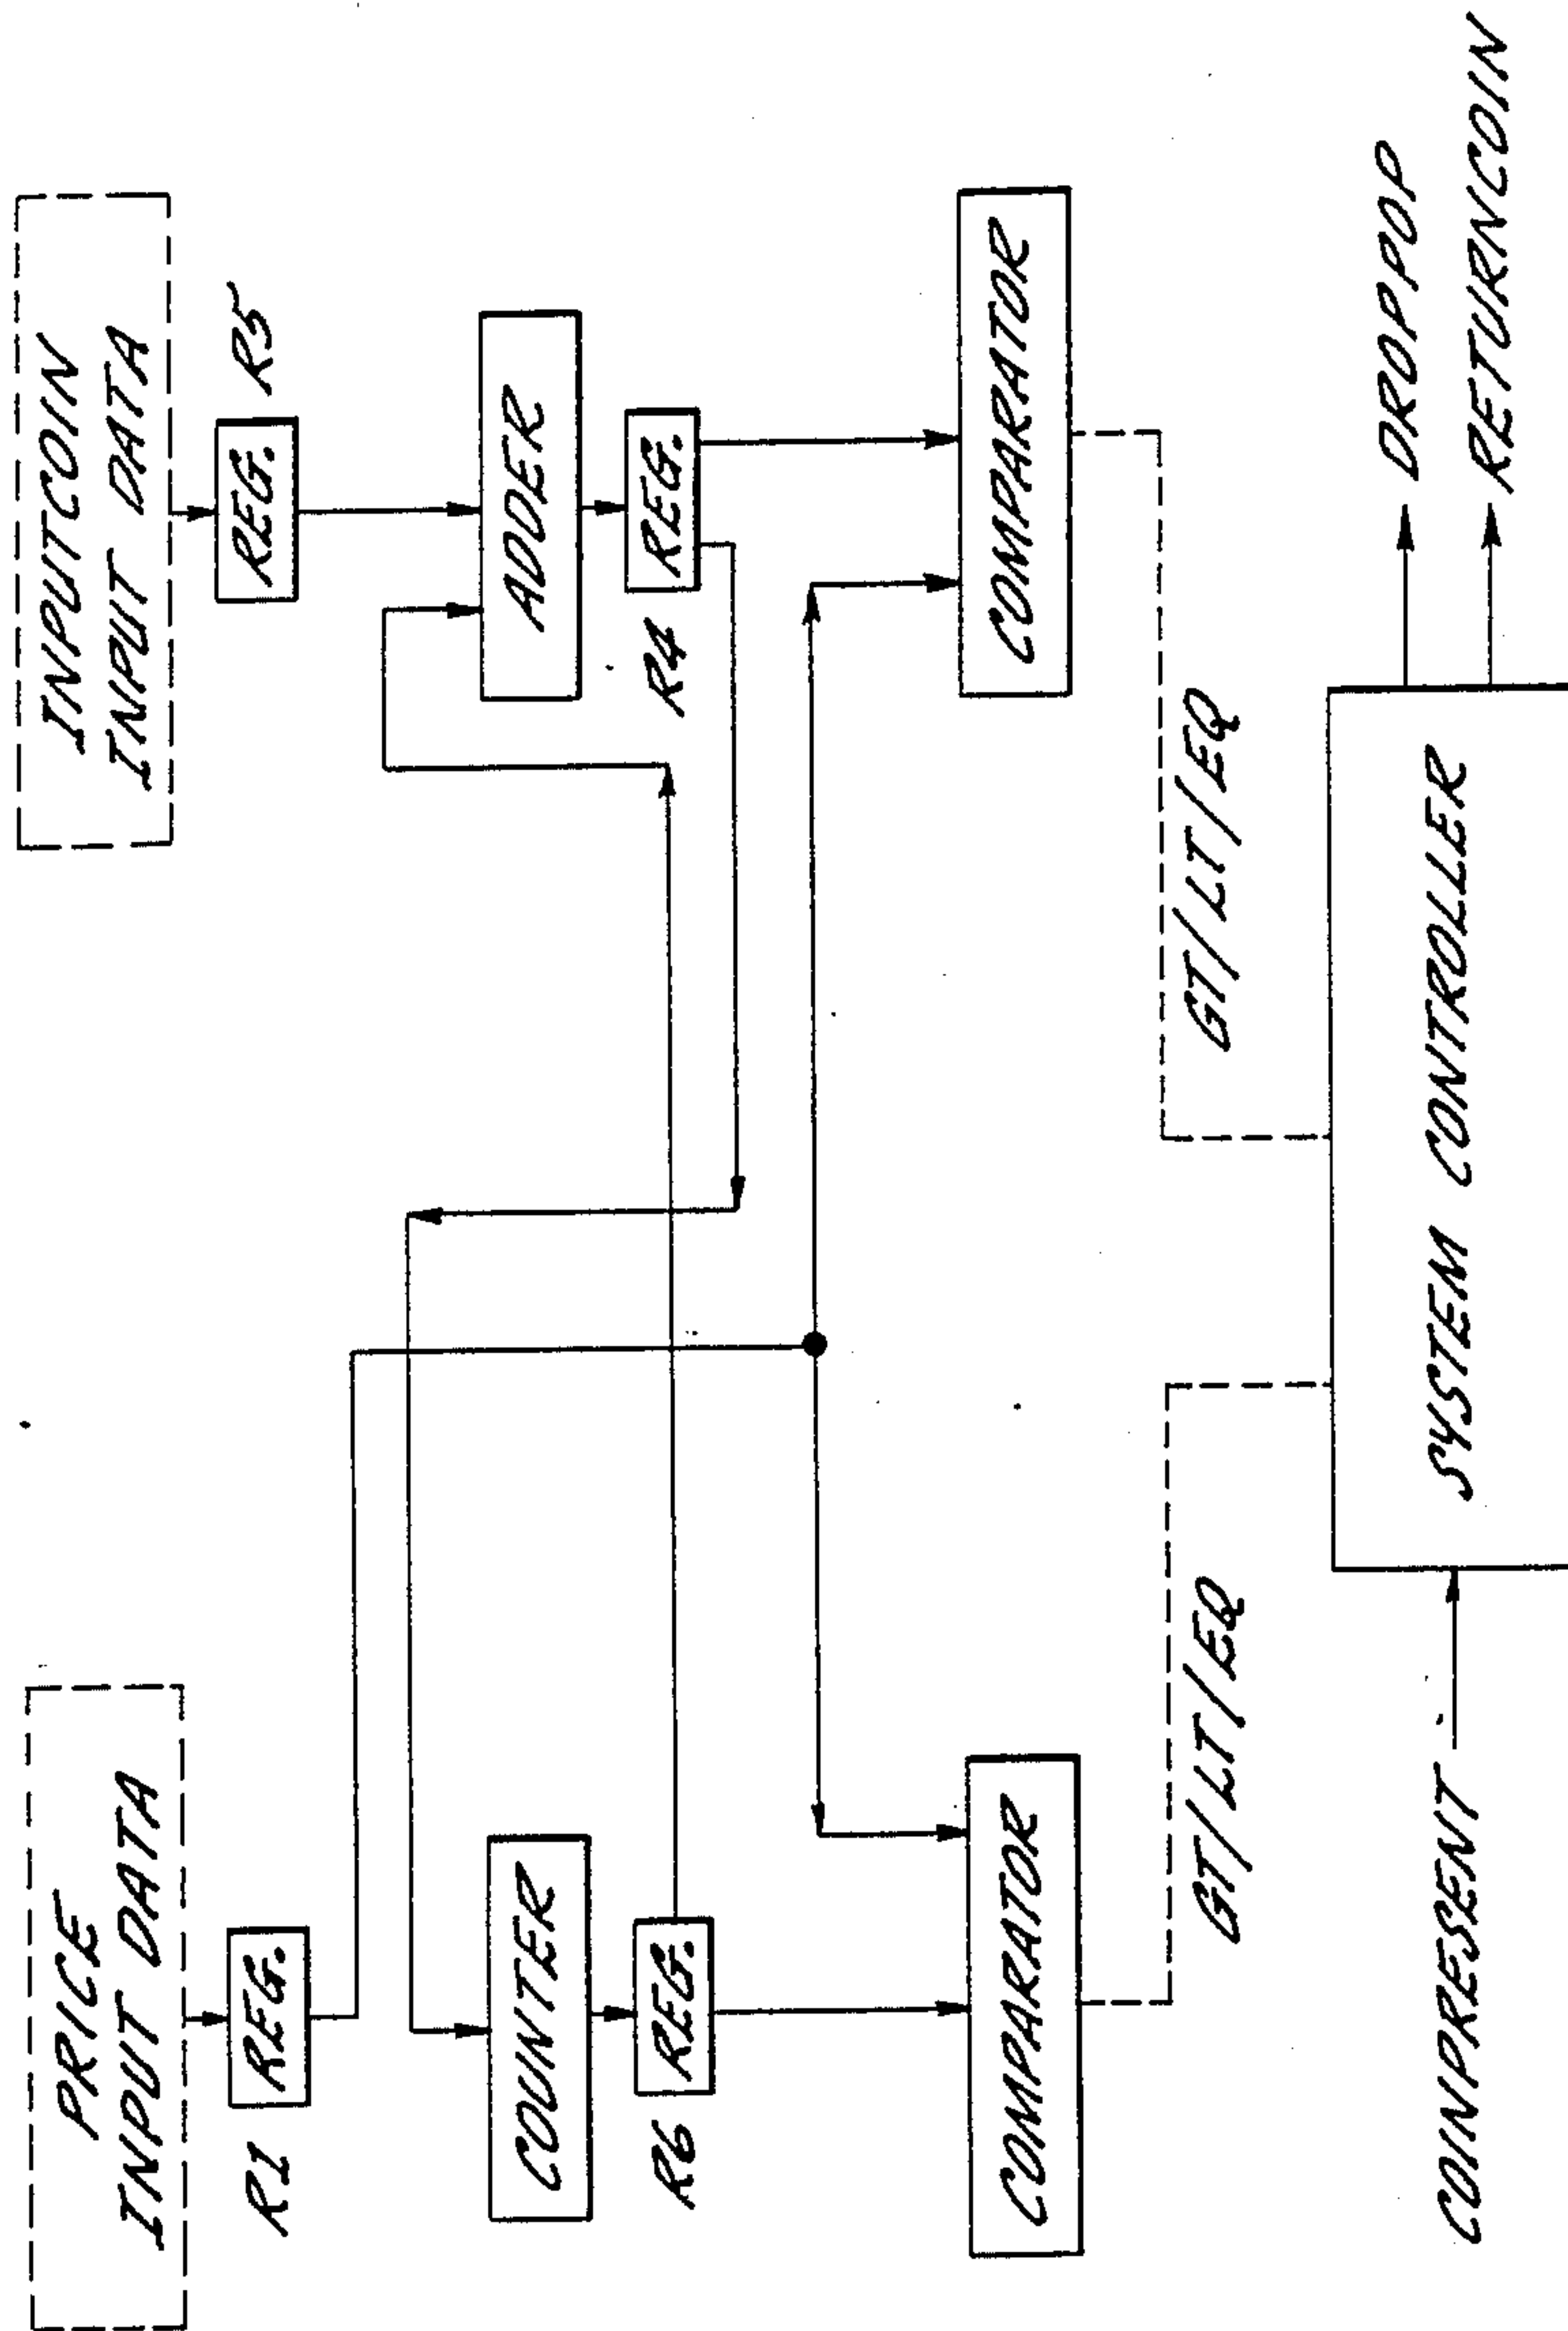 PRICE
INPUT DATA
INPUTCOIN
INPUT DATA
R1
REG.
REG.
R5
COUNTER
ADDER
R6
REG.
R4
REG.
COMPARATOR
COMPARATOR
GT/LT/EQ
GT/LT/EQ
COINPRESENT
SYSTEM CONTROLLER
DROPPOP
RETURNCOIN